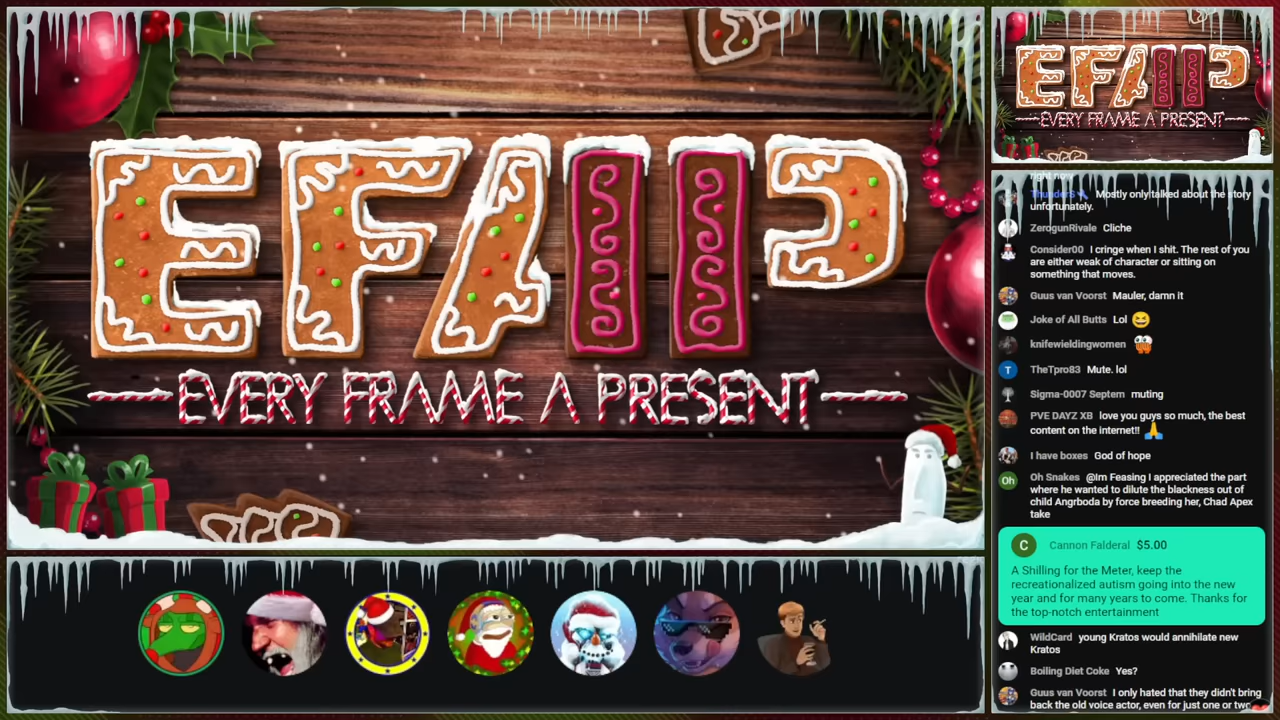 EFAIIP
EVERY FRAME A PRESENT
EFAIIP
EVERY FRAME A PRESENT
right now
Mostly only talked about the story
unfortunately.
ZerdgunRivale Cliche
Consider00 I cringe when I shit. The rest of you
are either weak of character or sitting on
something that moves.
Guus van Voorst Mauler, damn it
Joke of All Butts Lol 😆
knifewieldingwomen
T TheTpro83 Mute. lol
Sigma-0007 Septem muting
PVE DAYZ XB love you guys so much, the best
content on the internet!! 🙏
I have boxes God of hope
Oh Oh Snakes @Im Feasing I appreciated the part
where he wanted to dilute the blackness out of
child Angrboda by force breeding her, Chad Apex
take
C Cannon Falderal $5.00
A Shilling for the Meter, keep the
recreationalized autism going into the new
year and for many years to come. Thanks for
the top-notch entertainment
WildCard young Kratos would annihilate new
Kratos
Boiling Diet Coke Yes?
Guus van Voorst I only hated that they didn't bring
back the old voice actor, even for just one or two